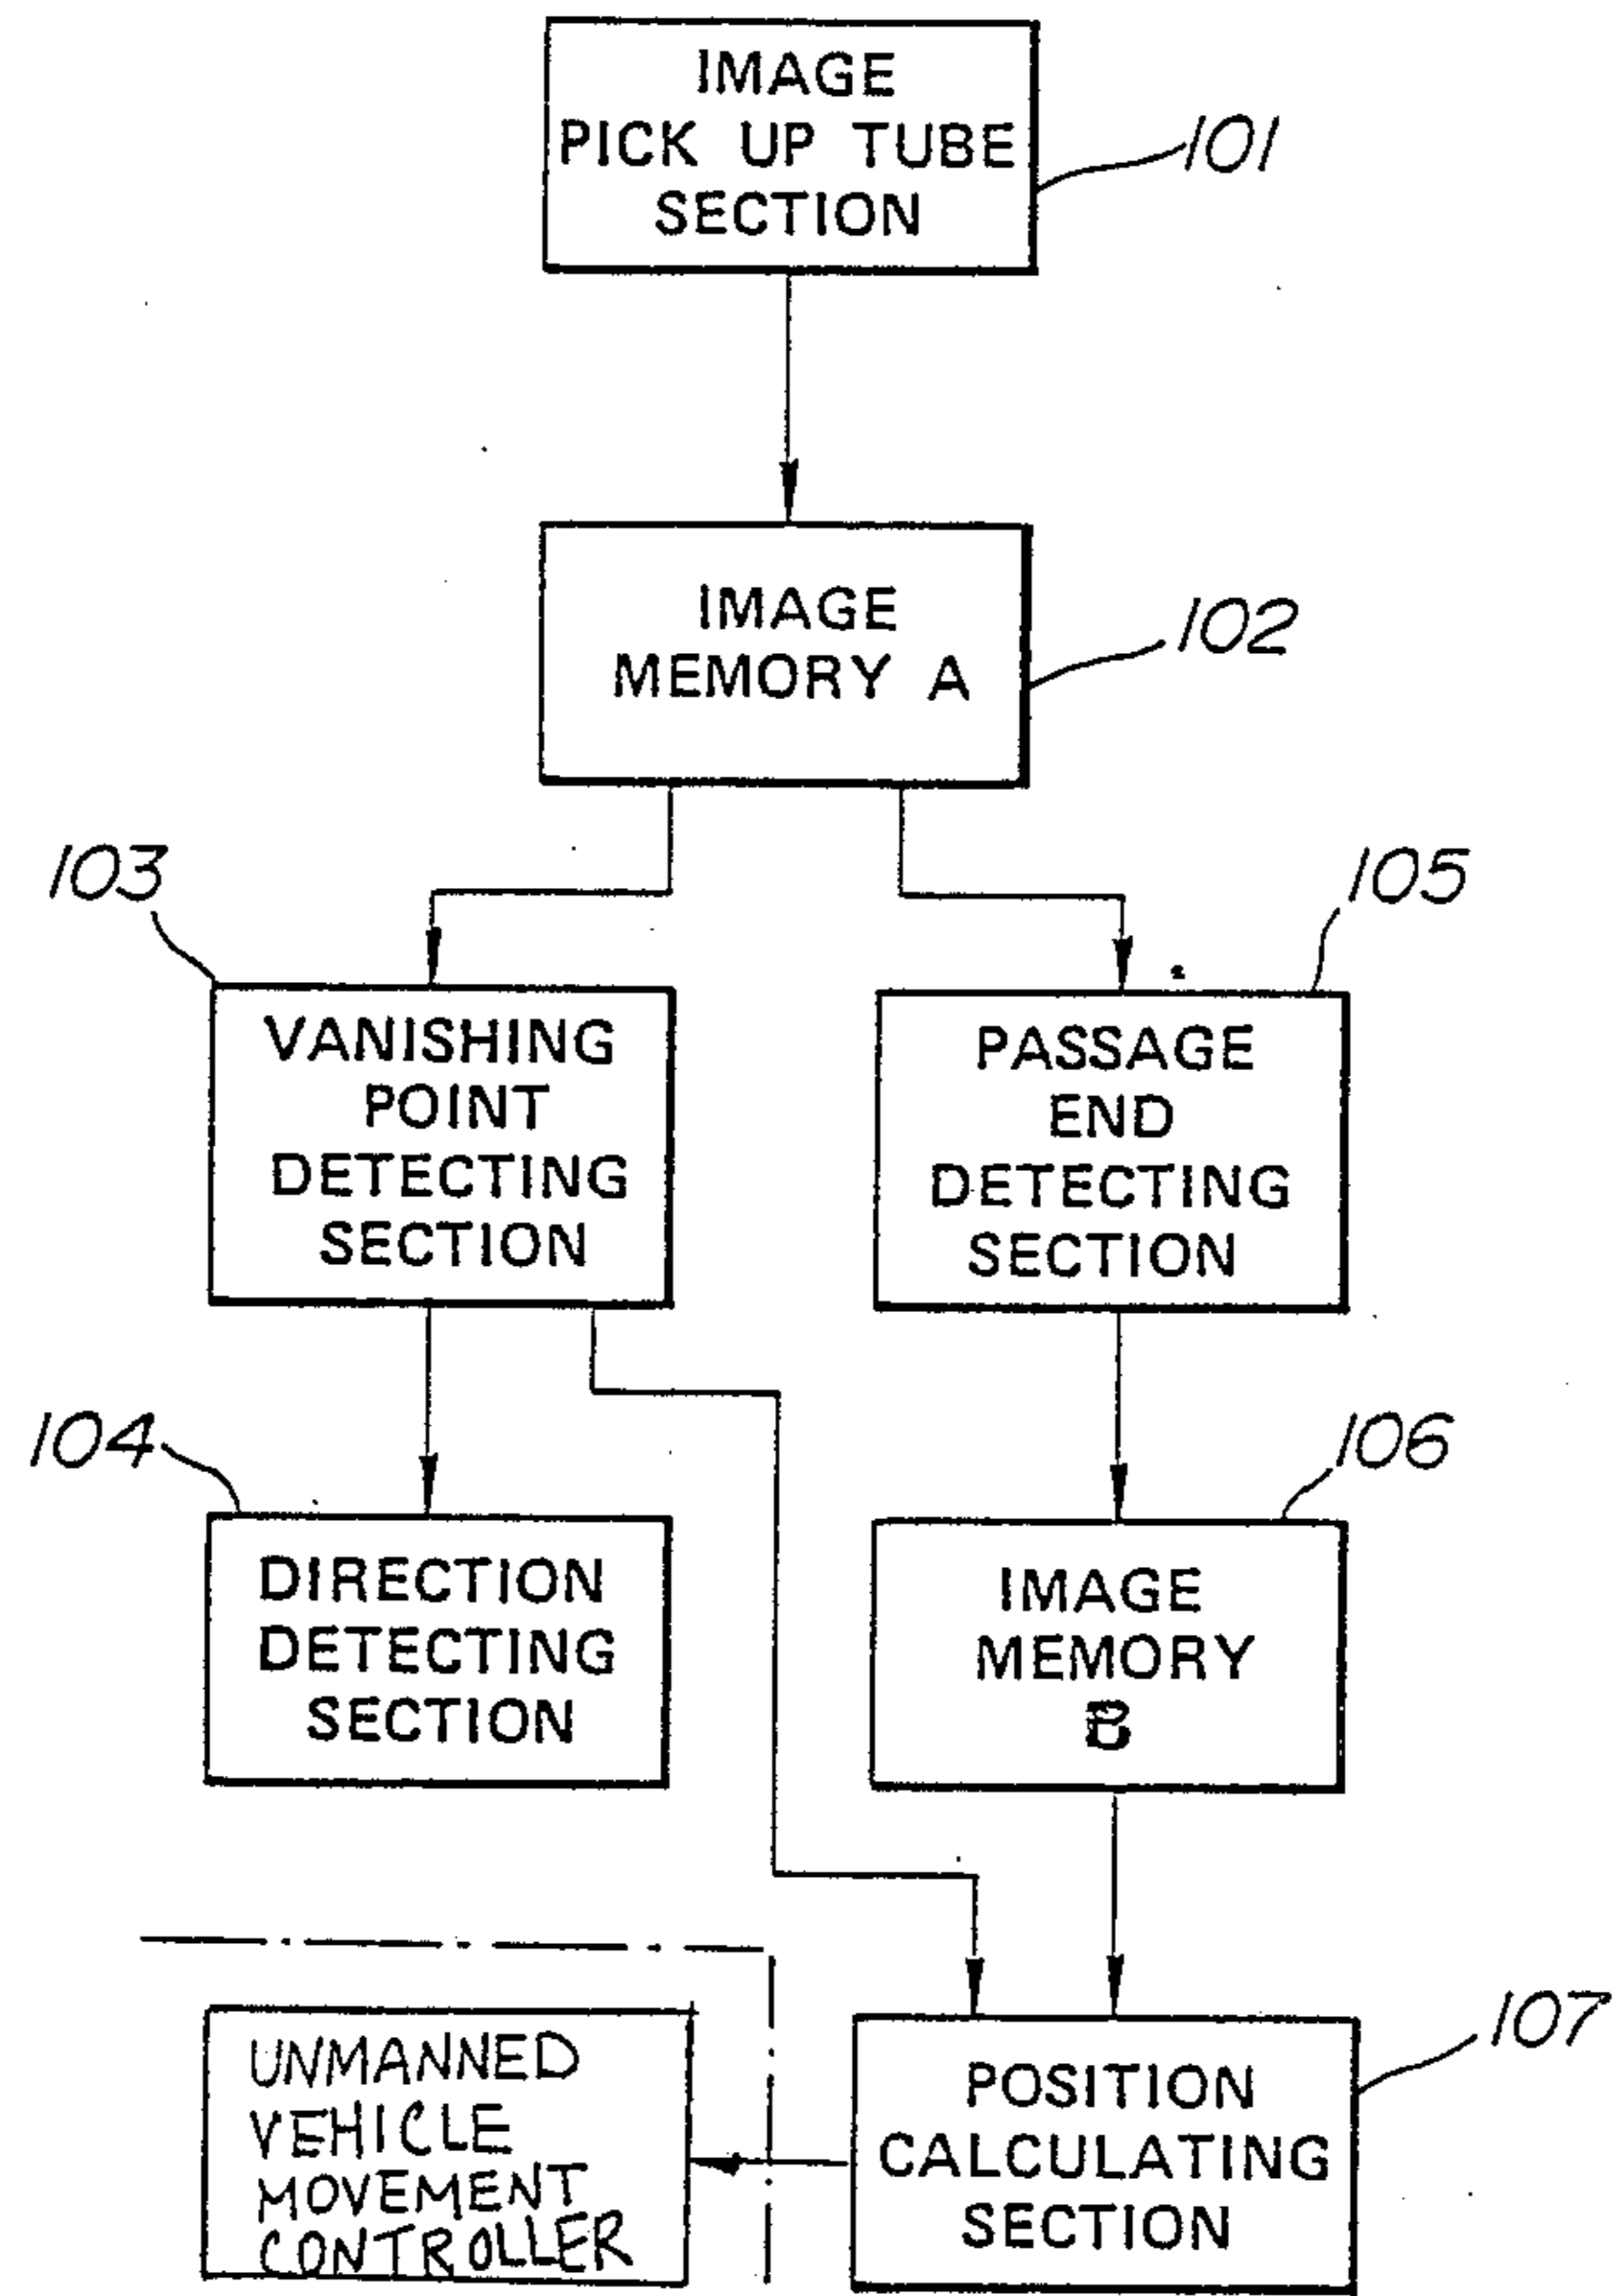 IMAGE
PICK UP TUBE
SECTION
101
IMAGE
MEMORY A
102
103
105
VANISHING
POINT
DETECTING
SECTION
PASSAGE
END
DETECTING
SECTION
104
106
DIRECTION
DETECTING
SECTION
IMAGE
MEMORY
B
107
UNMANNED
VEHICLE
MOVEMENT
CONTROLLER
POSITION
CALCULATING
SECTION